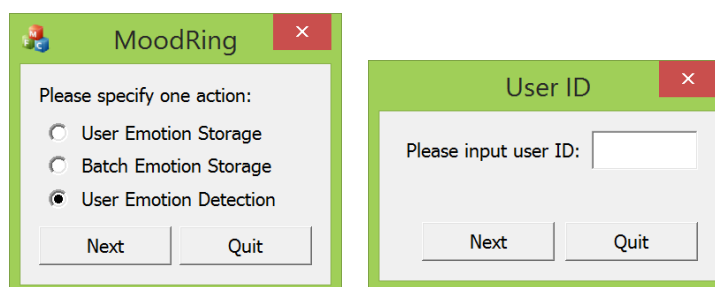 MoodRing
Please specify one action:
User Emotion Storage
Batch Emotion Storage
User Emotion Detection
Next Quit
User ID
Please input user ID:
Next Quit